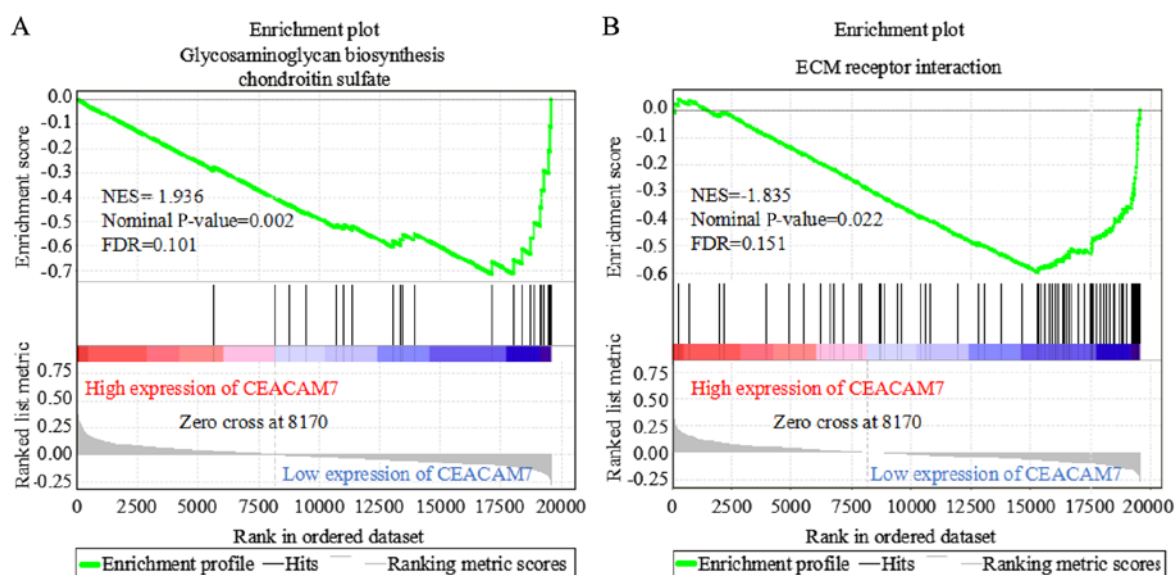 A
Enrichment plot
Glycosaminoglycan biosynthesis
chondroitin sulfate
Enrichment score
0.0
-0.1
-0.2
-0.3
-0.4
-0.5
-0.6
-0.7
NES= 1.936
Nominal P-value=0.002
FDR=0.101
Ranked list metric
0.75
0.50
0.25
0.00
-0.25
High expression of CEACAM7
Zero cross at 8170
Low expression of CEACAM7
0 2500 5000 7500 10000 12500 15000 17500 20000
Rank in ordered dataset
Enrichment profile Hits Ranking metric scores
B
Enrichment plot
ECM receptor interaction
Enrichment score
0.0
-0.1
-0.2
-0.3
-0.4
-0.5
-0.6
NES=-1.835
Nominal P-value=0.022
FDR=0.151
Ranked list metric
0.75
0.50
0.25
0.00
-0.25
High expression of CEACAM7
Zero cross at 8170
Low expression of CEACAM7
0 2500 5000 7500 10000 12500 15000 17500 20000
Rank in ordered dataset
Enrichment profile Hits Ranking metric scores